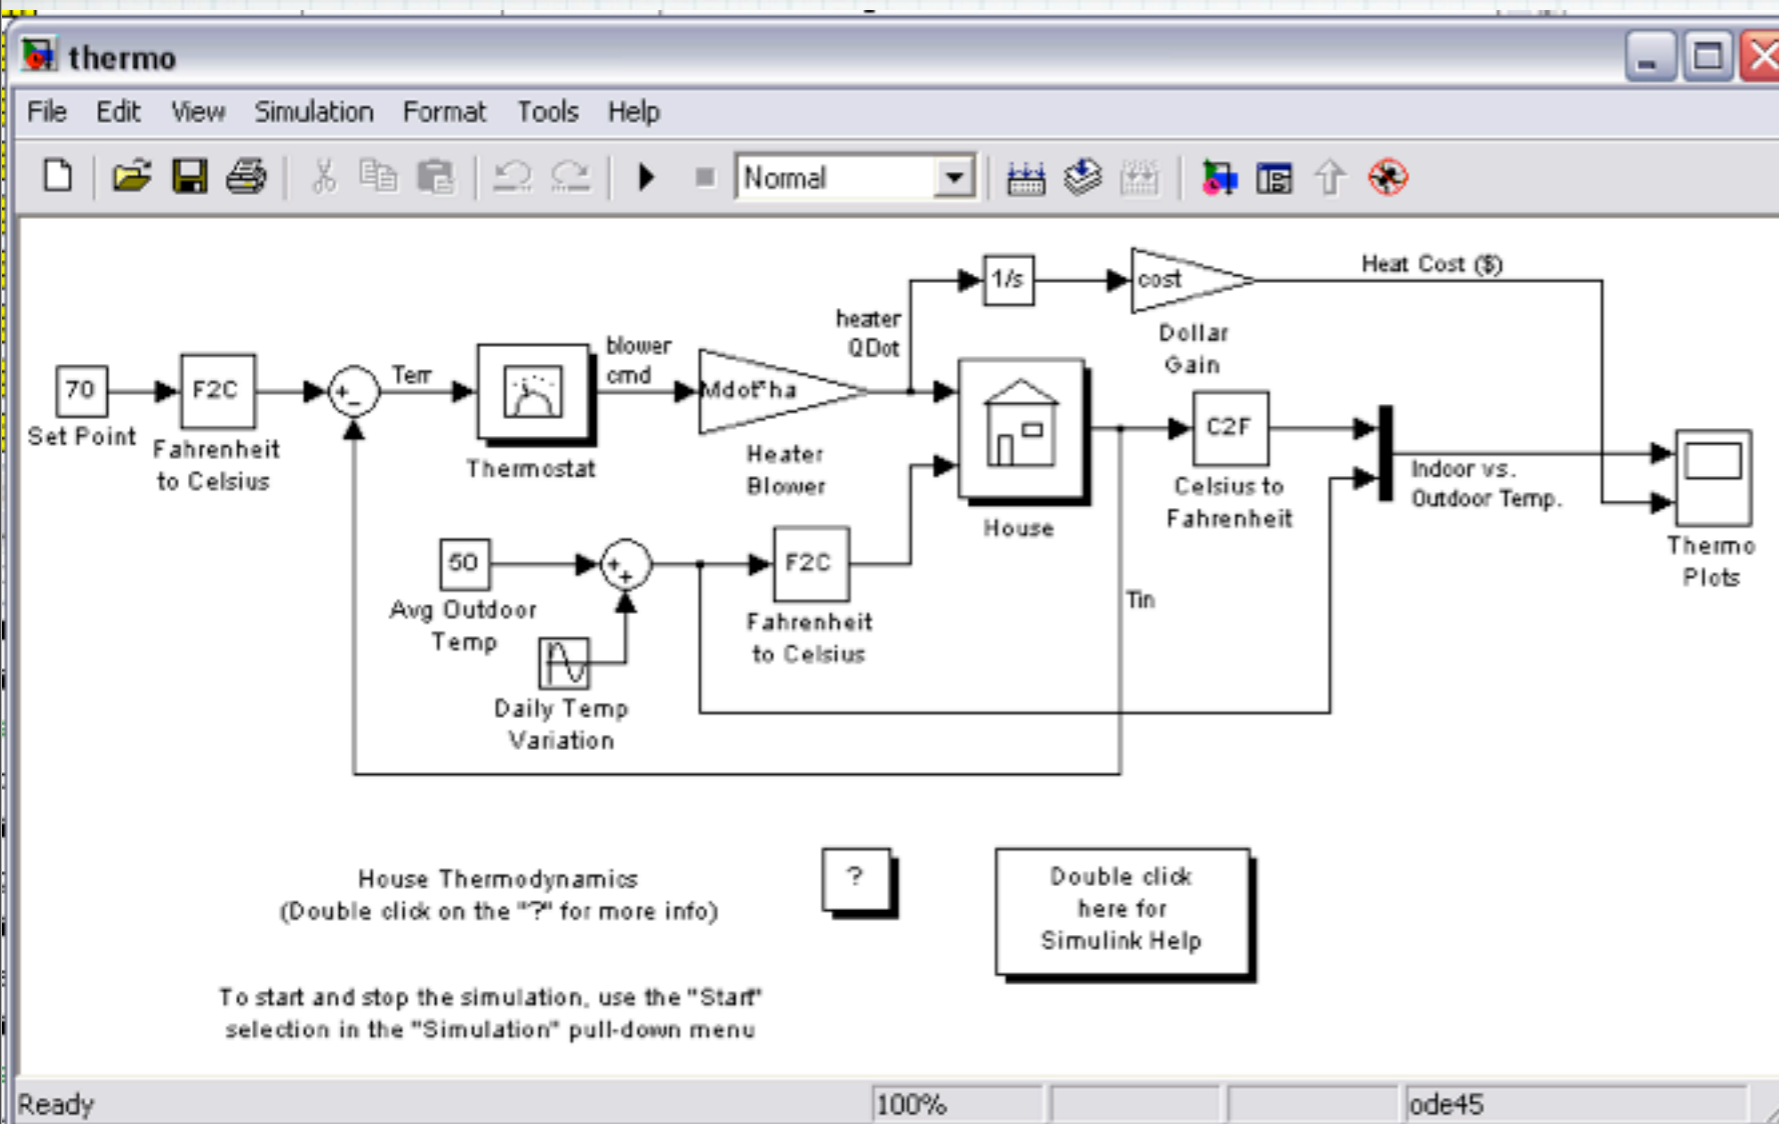 thermo
File Edit View Simulation Format Tools Help
Normal
Heat Cost ($)
1/s
cost
heater
QDot
Dollar
Gain
blower
cmd
Terr
70
F2C
+
−
Mdot*ha
C2F
Set Point
Fahrenheit
to Celsius
Thermostat
Heater
Blower
House
Celsius to
Fahrenheit
Indoor vs.
Outdoor Temp.
Thermo
Plots
50
+
+
F2C
Avg Outdoor
Temp
Fahrenheit
to Celsius
Tin
Daily Temp
Variation
House Thermodynamics
(Double click on the "?" for more info)
?
Double click
here for
Simulink Help
To start and stop the simulation, use the "Start"
selection in the "Simulation" pull-down menu
Ready 100% ode45